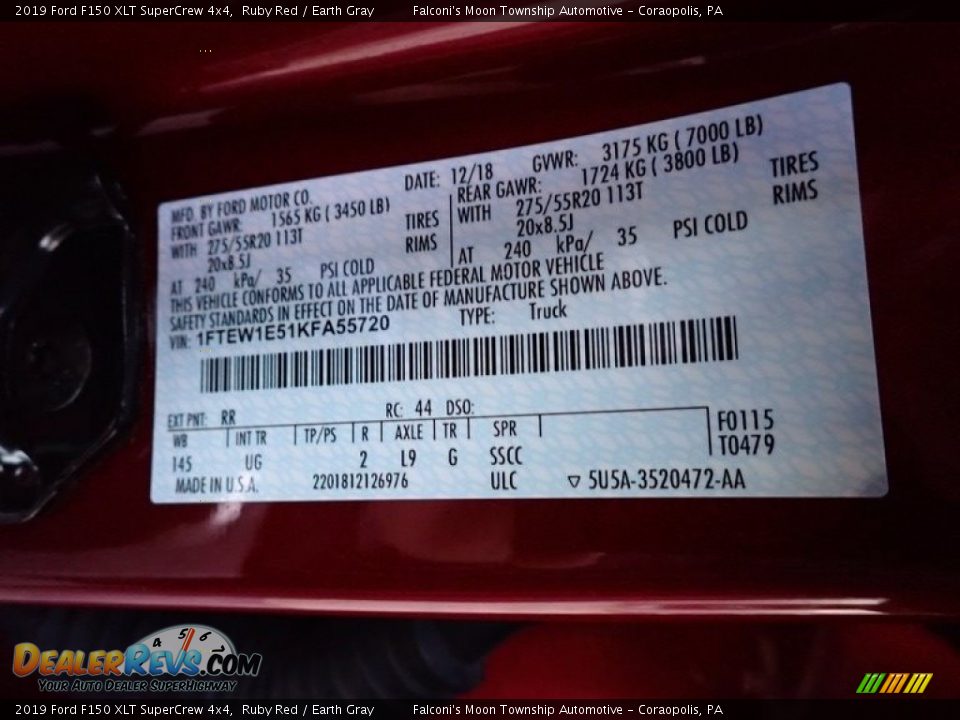 2019 Ford F150 XLT SuperCrew 4x4, Ruby Red / Earth Gray Falconi's Moon Township Automotive - Coraopolis, PA
...
MFD. BY FORD MOTOR CO. DATE: 12/18 GVWR: 3175 KG ( 7000 LB)
FRONT GAWR: 1565 KG ( 3450 LB) REAR GAWR: 1724 KG ( 3800 LB)
WITH 275/55R20 113T TIRES WITH 275/55R20 113T TIRES
20x8.5J RIMS 20x8.5J RIMS
AT 240 kPa/ 35 PSI COLD AT 240 kPa/ 35 PSI COLD
THIS VEHICLE CONFORMS TO ALL APPLICABLE FEDERAL MOTOR VEHICLE
SAFETY STANDARDS IN EFFECT ON THE DATE OF MANUFACTURE SHOWN ABOVE.
VIN: 1FTEW1E51KFA55720 TYPE: Truck
EXT PNT: RR RC: 44 DSO:
WB INT TR TP/PS R AXLE TR SPR F0115
145 UG 2 L9 G SSCC T0479
MADE IN U.S.A. 2201812126976 ULC ▽ 5U5A-3520472-AA
4 5 6
DEALERREVS.COM
YOUR AUTO DEALER SUPERHIGHWAY
2019 Ford F150 XLT SuperCrew 4x4, Ruby Red / Earth Gray Falconi's Moon Township Automotive - Coraopolis, PA